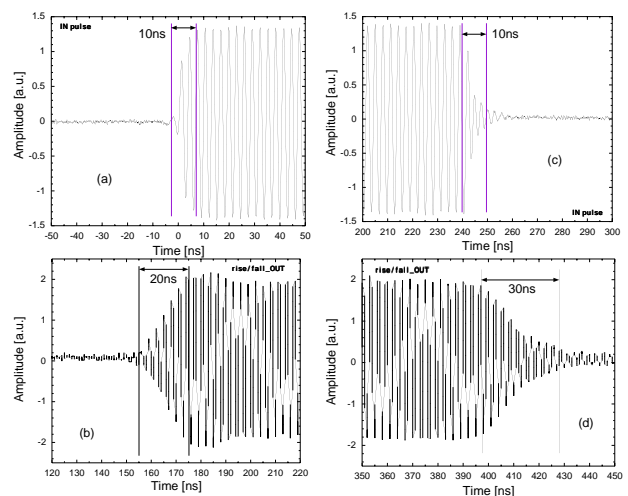 IN pulse
10ns
Amplitude [a.u.]
1.5
1
0.5
0
-0.5
-1
-1.5
(a)
-50 -40 -30 -20 -10 0 10 20 30 40 50
Time [ns]
10ns
Amplitude [a.u.]
1.5
1
0.5
0
-0.5
-1
-1.5
(c)
IN pulse
200 210 220 230 240 250 260 270 280 290 300
Time [ns]
rise/fall_OUT
20ns
Amplitude [a.u.]
2
1
0
-1
-2
(b)
120 130 140 150 160 170 180 190 200 210 220
Time [ns]
rise/fall_OUT
30ns
Amplitude [a.u.]
2
1
0
-1
-2
(d)
350 360 370 380 390 400 410 420 430 440 450
Time [ns]